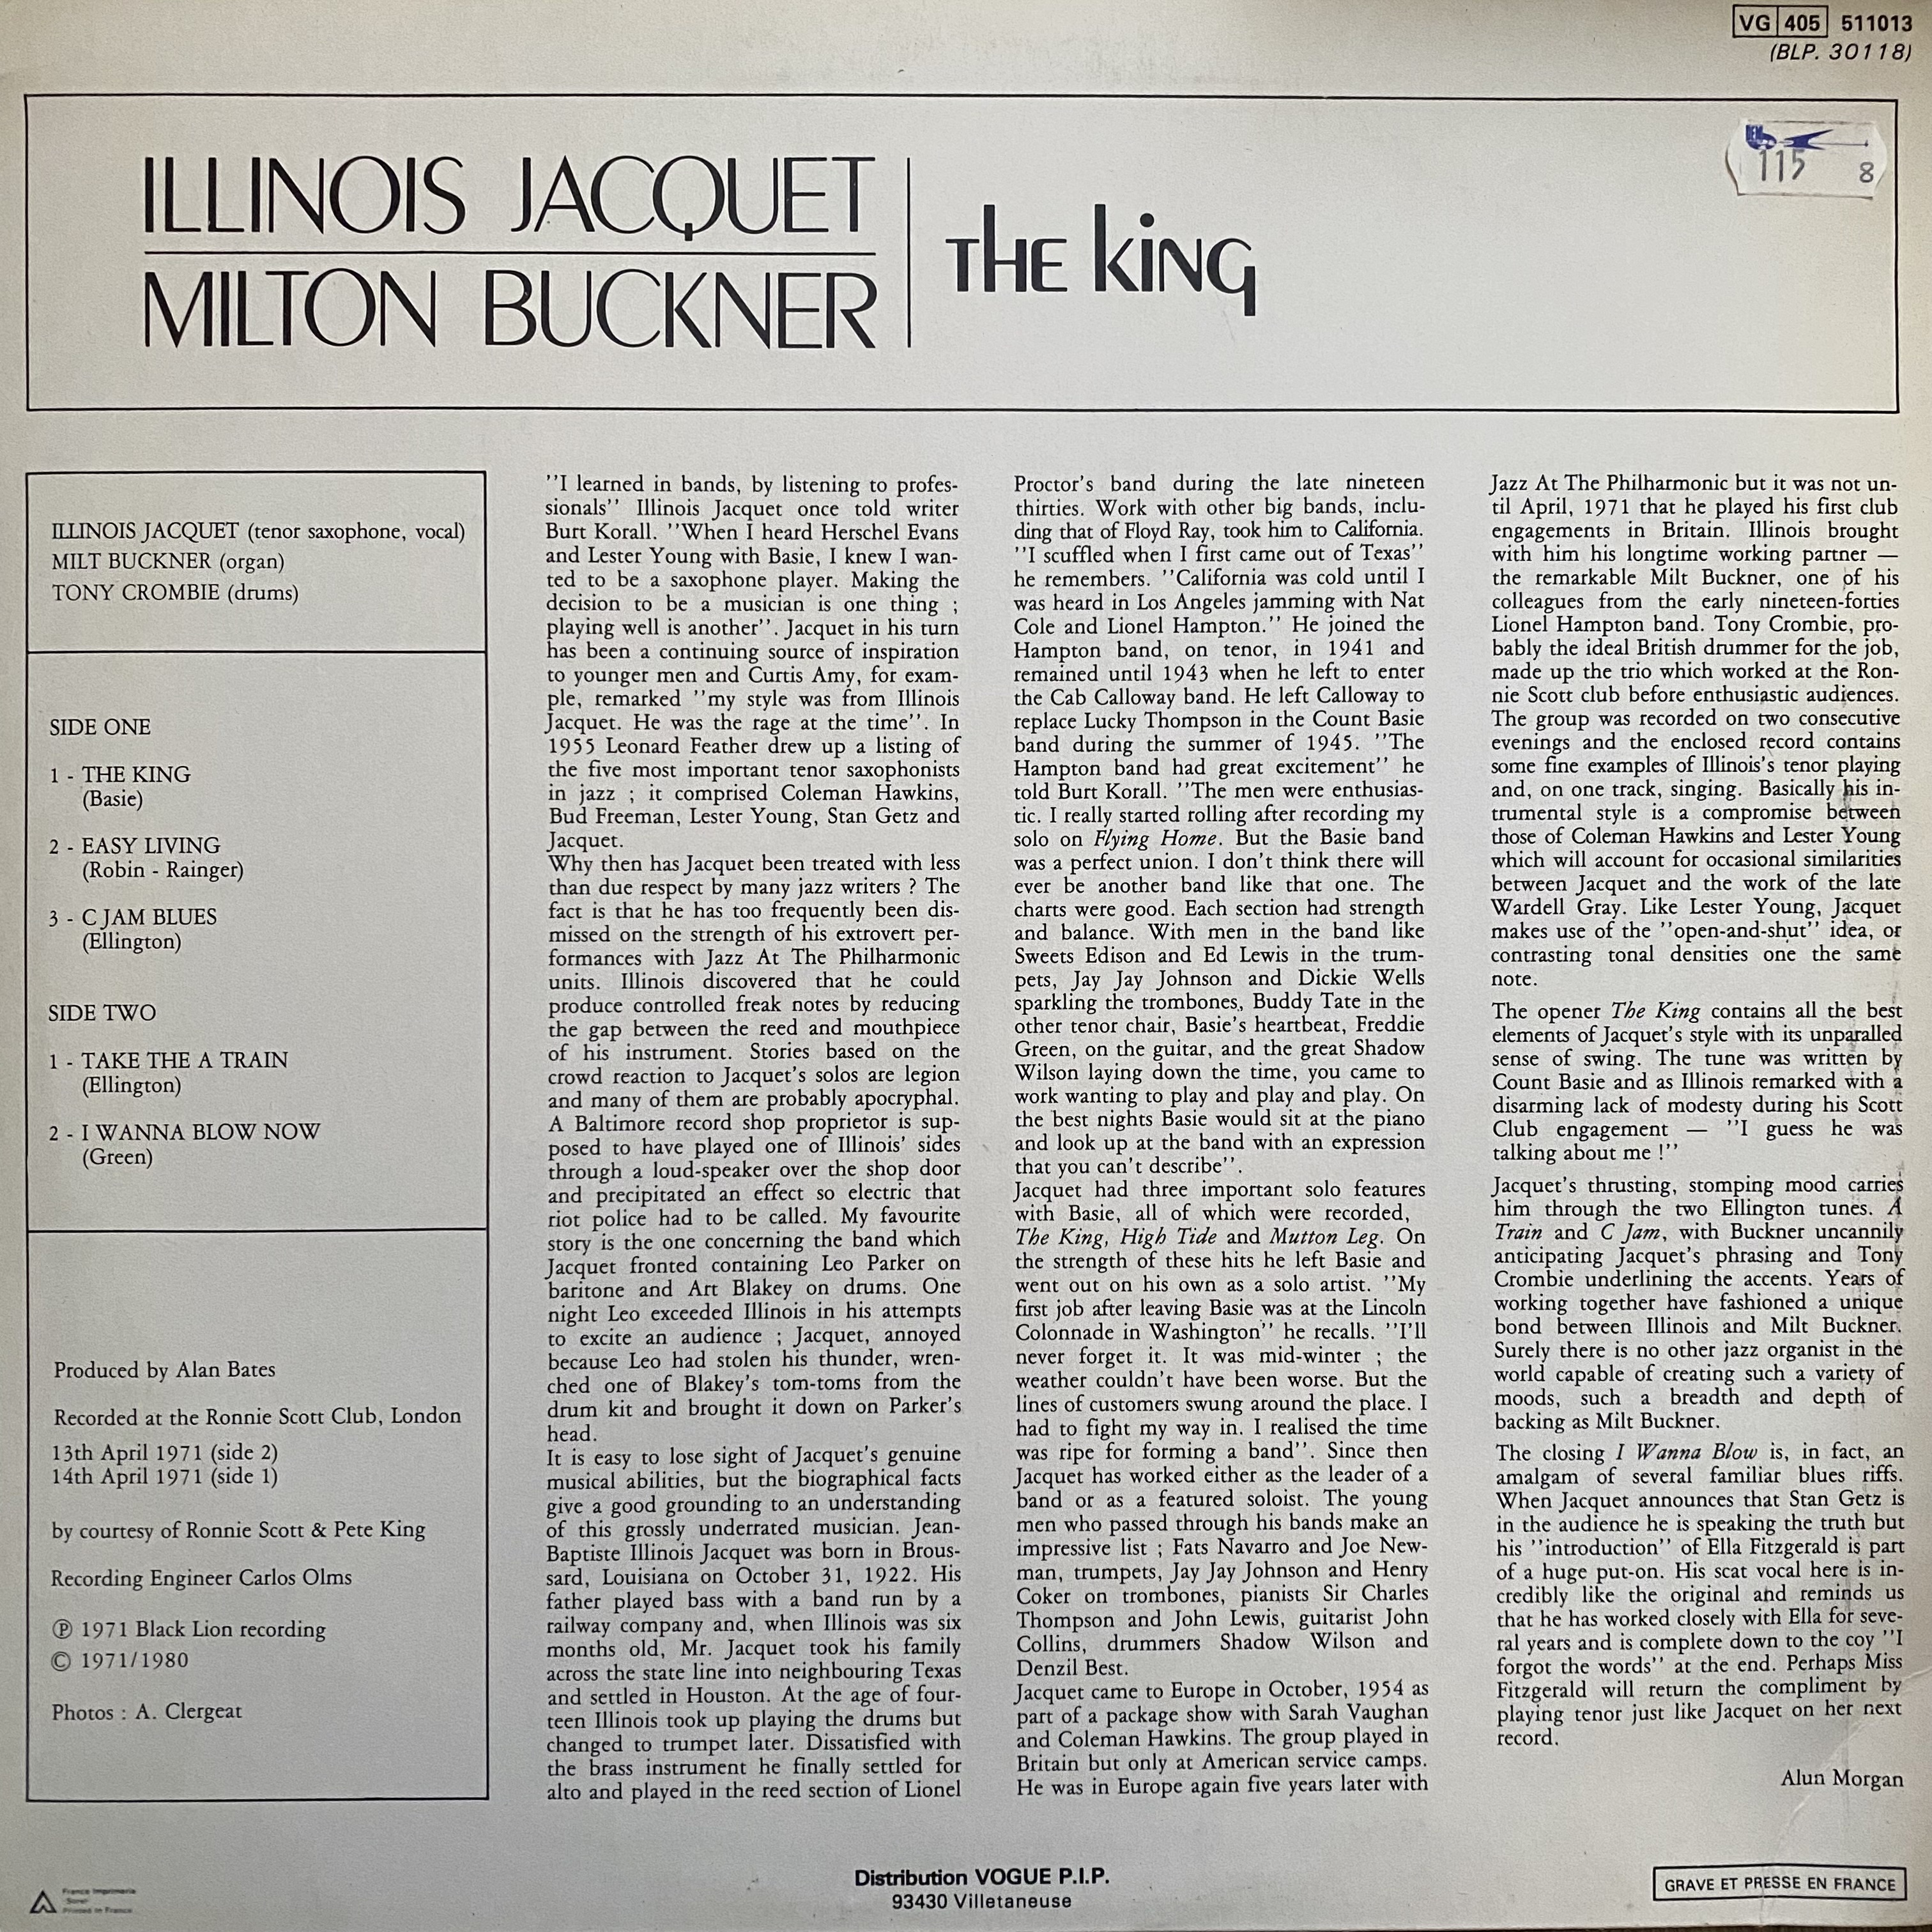 VG 405 511013
(BLP. 30118)
115 8
ILLINOIS JACQUET
MILTON BUCKNER
THE KING
ILLINOIS JACQUET (tenor saxophone, vocal)
MILT BUCKNER (organ)
TONY CROMBIE (drums)
SIDE ONE
1 - THE KING
(Basie)
2 - EASY LIVING
(Robin - Rainger)
3 - C JAM BLUES
(Ellington)
SIDE TWO
1 - TAKE THE A TRAIN
(Ellington)
2 - I WANNA BLOW NOW
(Green)
Produced by Alan Bates
Recorded at the Ronnie Scott Club, London
13th April 1971 (side 2)
14th April 1971 (side 1)
by courtesy of Ronnie Scott & Pete King
Recording Engineer Carlos Olms
Ⓟ 1971 Black Lion recording
© 1971/1980
Photos : A. Clergeat
''I learned in bands, by listening to profes-
sionals'' Illinois Jacquet once told writer
Burt Korall. ''When I heard Herschel Evans
and Lester Young with Basie, I knew I wan-
ted to be a saxophone player. Making the
decision to be a musician is one thing ;
playing well is another''. Jacquet in his turn
has been a continuing source of inspiration
to younger men and Curtis Amy, for exam-
ple, remarked ''my style was from Illinois
Jacquet. He was the rage at the time''. In
1955 Leonard Feather drew up a listing of
the five most important tenor saxophonists
in jazz ; it comprised Coleman Hawkins,
Bud Freeman, Lester Young, Stan Getz and
Jacquet.
Why then has Jacquet been treated with less
than due respect by many jazz writers ? The
fact is that he has too frequently been dis-
missed on the strength of his extrovert per-
formances with Jazz At The Philharmonic
units. Illinois discovered that he could
produce controlled freak notes by reducing
the gap between the reed and mouthpiece
of his instrument. Stories based on the
crowd reaction to Jacquet's solos are legion
and many of them are probably apocryphal.
A Baltimore record shop proprietor is sup-
posed to have played one of Illinois' sides
through a loud-speaker over the shop door
and precipitated an effect so electric that
riot police had to be called. My favourite
story is the one concerning the band which
Jacquet fronted containing Leo Parker on
baritone and Art Blakey on drums. One
night Leo exceeded Illinois in his attempts
to excite an audience ; Jacquet, annoyed
because Leo had stolen his thunder, wren-
ched one of Blakey's tom-toms from the
drum kit and brought it down on Parker's
head.
It is easy to lose sight of Jacquet's genuine
musical abilities, but the biographical facts
give a good grounding to an understanding
of this grossly underrated musician. Jean-
Baptiste Illinois Jacquet was born in Brous-
sard, Louisiana on October 31, 1922. His
father played bass with a band run by a
railway company and, when Illinois was six
months old, Mr. Jacquet took his family
across the state line into neighbouring Texas
and settled in Houston. At the age of four-
teen Illinois took up playing the drums but
changed to trumpet later. Dissatisfied with
the brass instrument he finally settled for
alto and played in the reed section of Lionel
Proctor's band during the late nineteen
thirties. Work with other big bands, inclu-
ding that of Floyd Ray, took him to California.
''I scuffled when I first came out of Texas''
he remembers. ''California was cold until I
was heard in Los Angeles jamming with Nat
Cole and Lionel Hampton.'' He joined the
Hampton band, on tenor, in 1941 and
remained until 1943 when he left to enter
the Cab Calloway band. He left Calloway to
replace Lucky Thompson in the Count Basie
band during the summer of 1945. ''The
Hampton band had great excitement'' he
told Burt Korall. ''The men were enthusias-
tic. I really started rolling after recording my
solo on Flying Home. But the Basie band
was a perfect union. I don't think there will
ever be another band like that one. The
charts were good. Each section had strength
and balance. With men in the band like
Sweets Edison and Ed Lewis in the trum-
pets, Jay Jay Johnson and Dickie Wells
sparkling the trombones, Buddy Tate in the
other tenor chair, Basie's heartbeat, Freddie
Green, on the guitar, and the great Shadow
Wilson laying down the time, you came to
work wanting to play and play and play. On
the best nights Basie would sit at the piano
and look up at the band with an expression
that you can't describe''.
Jacquet had three important solo features
with Basie, all of which were recorded,
The King, High Tide and Mutton Leg. On
the strength of these hits he left Basie and
went out on his own as a solo artist. ''My
first job after leaving Basie was at the Lincoln
Colonnade in Washington'' he recalls. ''I'll
never forget it. It was mid-winter ; the
weather couldn't have been worse. But the
lines of customers swung around the place. I
had to fight my way in. I realised the time
was ripe for forming a band''. Since then
Jacquet has worked either as the leader of a
band or as a featured soloist. The young
men who passed through his bands make an
impressive list ; Fats Navarro and Joe New-
man, trumpets, Jay Jay Johnson and Henry
Coker on trombones, pianists Sir Charles
Thompson and John Lewis, guitarist John
Collins, drummers Shadow Wilson and
Denzil Best.
Jacquet came to Europe in October, 1954 as
part of a package show with Sarah Vaughan
and Coleman Hawkins. The group played in
Britain but only at American service camps.
He was in Europe again five years later with
Jazz At The Philharmonic but it was not un-
til April, 1971 that he played his first club
engagements in Britain. Illinois brought
with him his longtime working partner —
the remarkable Milt Buckner, one of his
colleagues from the early nineteen-forties
Lionel Hampton band. Tony Crombie, pro-
bably the ideal British drummer for the job,
made up the trio which worked at the Ron-
nie Scott club before enthusiastic audiences.
The group was recorded on two consecutive
evenings and the enclosed record contains
some fine examples of Illinois's tenor playing
and, on one track, singing. Basically his in-
trumental style is a compromise between
those of Coleman Hawkins and Lester Young
which will account for occasional similarities
between Jacquet and the work of the late
Wardell Gray. Like Lester Young, Jacquet
makes use of the ''open-and-shut'' idea, or
contrasting tonal densities one the same
note.
The opener The King contains all the best
elements of Jacquet's style with its unparalled
sense of swing. The tune was written by
Count Basie and as Illinois remarked with a
disarming lack of modesty during his Scott
Club engagement — ''I guess he was
talking about me !''
Jacquet's thrusting, stomping mood carries
him through the two Ellington tunes. A
Train and C Jam, with Buckner uncannily
anticipating Jacquet's phrasing and Tony
Crombie underlining the accents. Years of
working together have fashioned a unique
bond between Illinois and Milt Buckner.
Surely there is no other jazz organist in the
world capable of creating such a variety of
moods, such a breadth and depth of
backing as Milt Buckner.
The closing I Wanna Blow is, in fact, an
amalgam of several familiar blues riffs.
When Jacquet announces that Stan Getz is
in the audience he is speaking the truth but
his ''introduction'' of Ella Fitzgerald is part
of a huge put-on. His scat vocal here is in-
credibly like the original and reminds us
that he has worked closely with Ella for seve-
ral years and is complete down to the coy ''I
forgot the words'' at the end. Perhaps Miss
Fitzgerald will return the compliment by
playing tenor just like Jacquet on her next
record.
Alun Morgan
France Imprimerie
Printed in France
Distribution VOGUE P.I.P.
93430 Villetaneuse
GRAVE ET PRESSE EN FRANCE